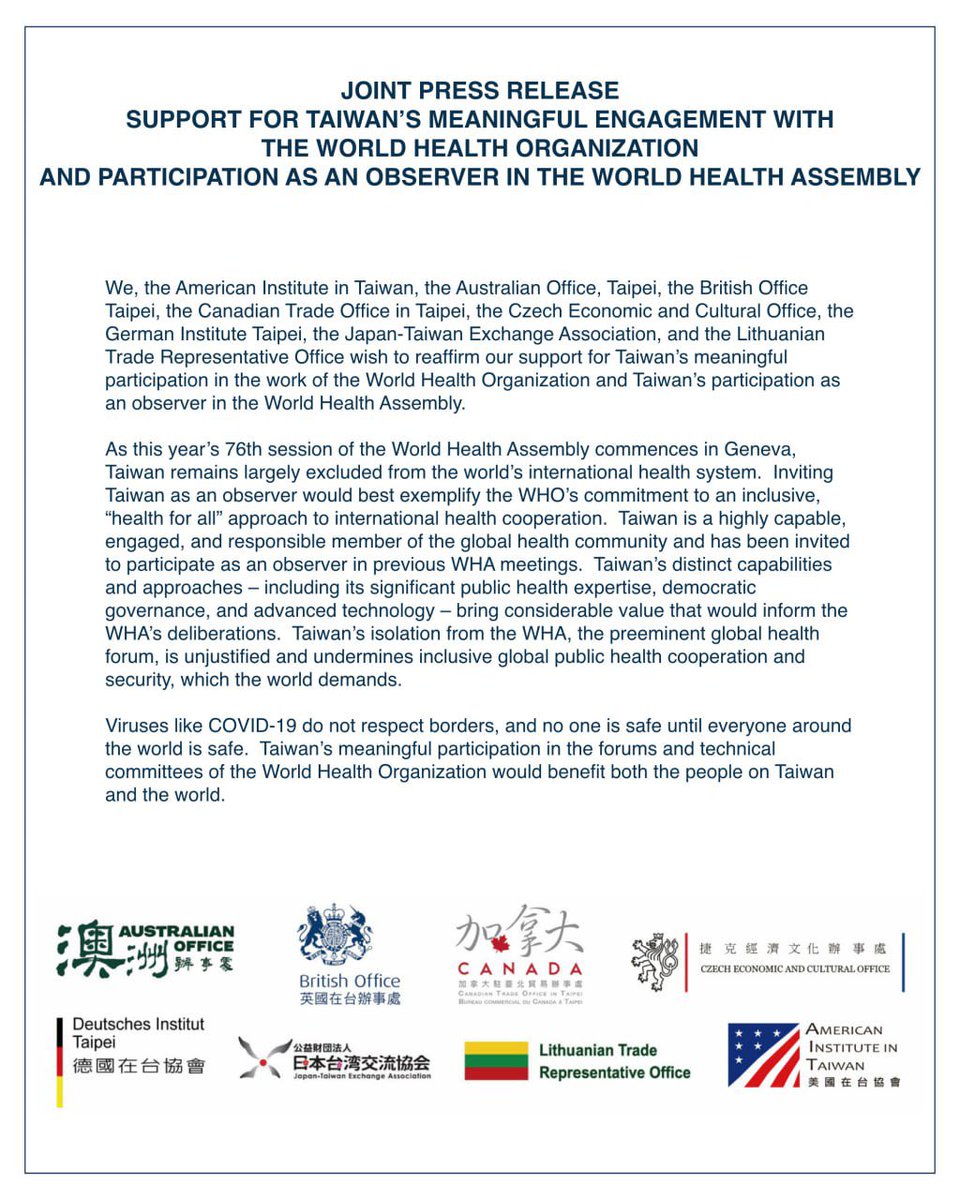 JOINT PRESS RELEASE
SUPPORT FOR TAIWAN’S MEANINGFUL ENGAGEMENT WITH
THE WORLD HEALTH ORGANIZATION
AND PARTICIPATION AS AN OBSERVER IN THE WORLD HEALTH ASSEMBLY
We, the American Institute in Taiwan, the Australian Office, Taipei, the British Office
Taipei, the Canadian Trade Office in Taipei, the Czech Economic and Cultural Office, the
German Institute Taipei, the Japan-Taiwan Exchange Association, and the Lithuanian
Trade Representative Office wish to reaffirm our support for Taiwan’s meaningful
participation in the work of the World Health Organization and Taiwan’s participation as
an observer in the World Health Assembly.
As this year’s 76th session of the World Health Assembly commences in Geneva,
Taiwan remains largely excluded from the world’s international health system.  Inviting
Taiwan as an observer would best exemplify the WHO’s commitment to an inclusive,
“health for all” approach to international health cooperation.  Taiwan is a highly capable,
engaged, and responsible member of the global health community and has been invited
to participate as an observer in previous WHA meetings.  Taiwan’s distinct capabilities
and approaches – including its significant public health expertise, democratic
governance, and advanced technology – bring considerable value that would inform the
WHA’s deliberations.  Taiwan’s isolation from the WHA, the preeminent global health
forum, is unjustified and undermines inclusive global public health cooperation and
security, which the world demands.
Viruses like COVID-19 do not respect borders, and no one is safe until everyone around
the world is safe.  Taiwan’s meaningful participation in the forums and technical
committees of the World Health Organization would benefit both the people on Taiwan
and the world.
澳洲辦事處
AUSTRALIAN
OFFICE
British Office
英國在台辦事處
加拿大
CANADA
加拿大駐臺北貿易辦事處
CANADIAN TRADE OFFICE IN TAIPEI
BUREAU COMMERCIAL DU CANADA À TAIPEI
捷克經濟文化辦事處
CZECH ECONOMIC AND CULTURAL OFFICE
Deutsches Institut
Taipei
德國在台協會
公益財団法人
日本台湾交流協会
Japan-Taiwan Exchange Association
Lithuanian Trade
Representative Office
AMERICAN
INSTITUTE IN
TAIWAN
美國在台協會